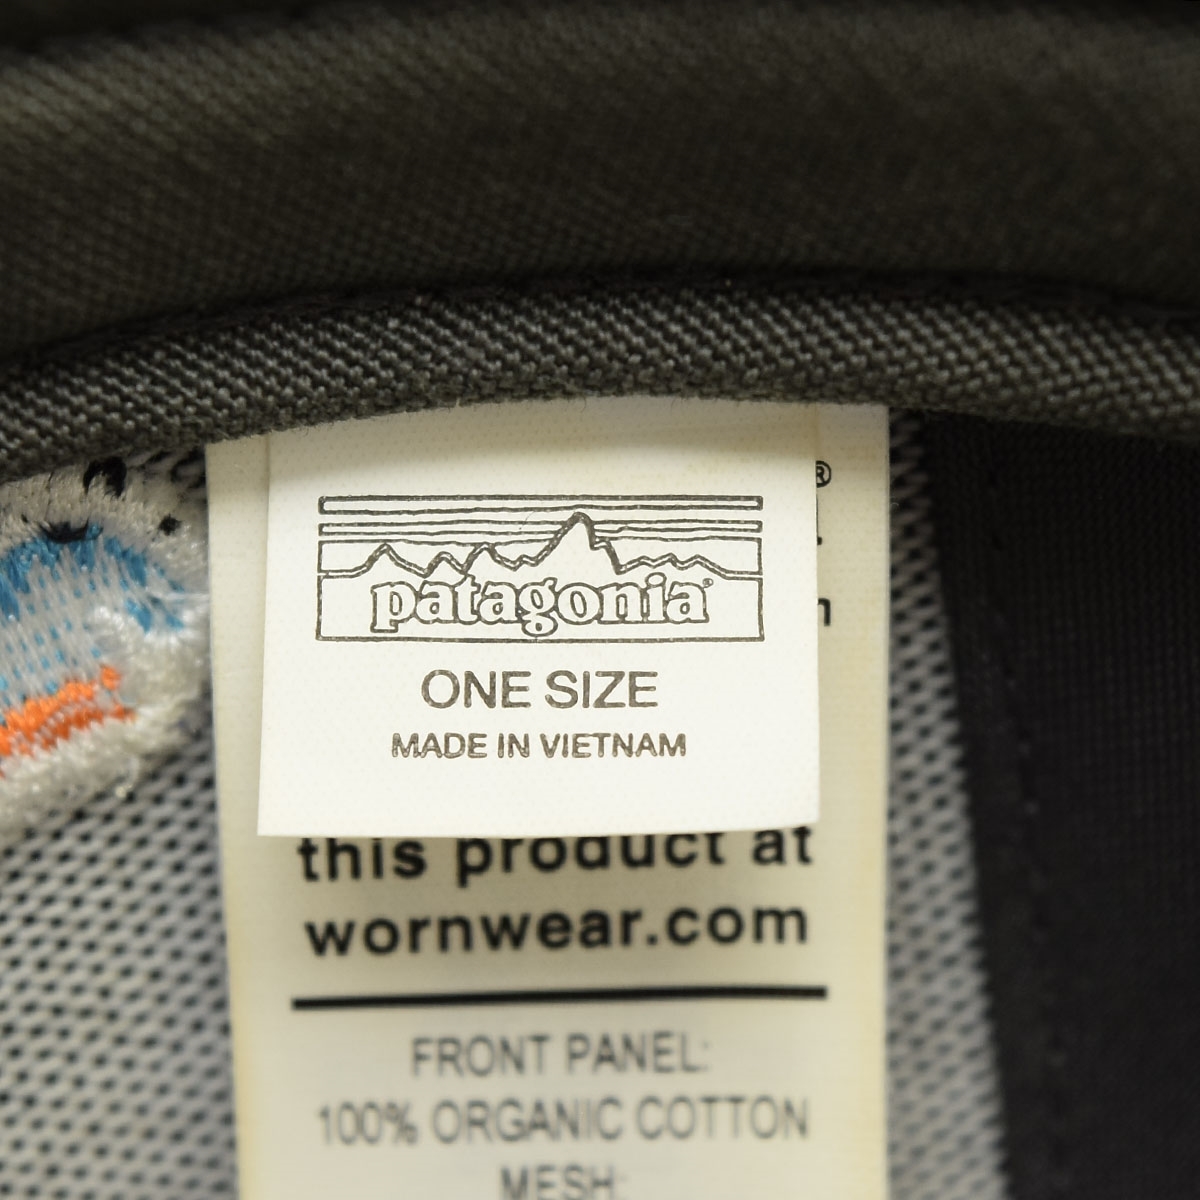 patagonia®
ONE SIZE
MADE IN VIETNAM
®
this product at
wornwear.com
FRONT PANEL:
100% ORGANIC COTTON
MESH: